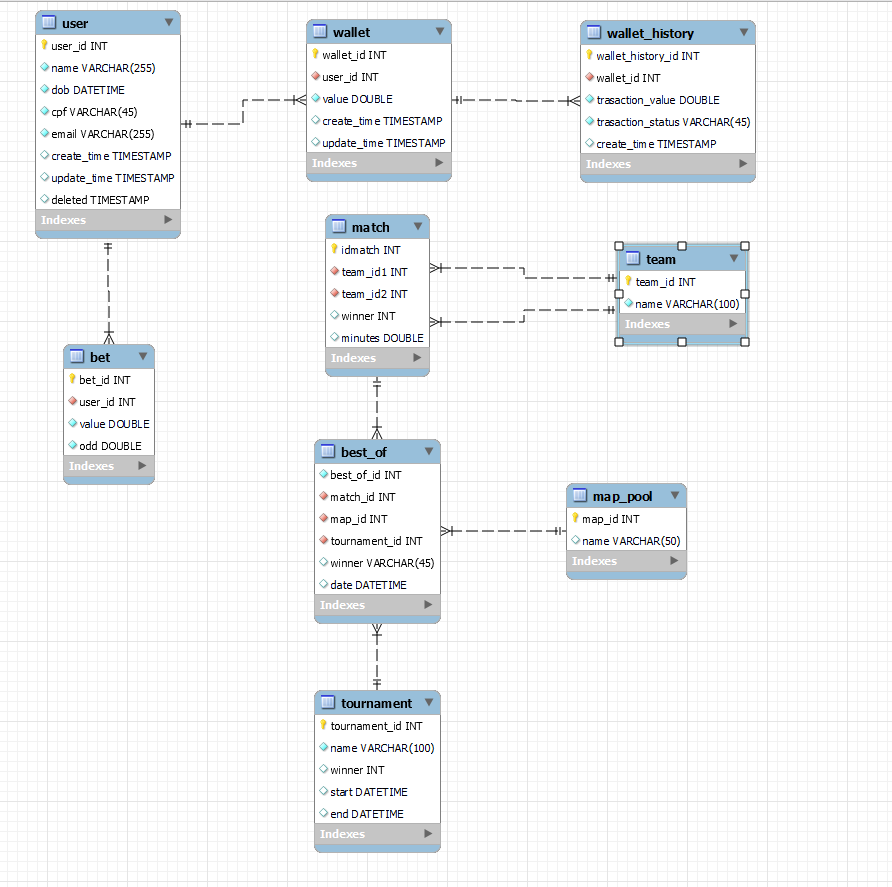 user
user_id INT
name VARCHAR(255)
dob DATETIME
cpf VARCHAR(45)
email VARCHAR(255)
create_time TIMESTAMP
update_time TIMESTAMP
deleted TIMESTAMP
Indexes
wallet
wallet_id INT
user_id INT
value DOUBLE
create_time TIMESTAMP
update_time TIMESTAMP
Indexes
wallet_history
wallet_history_id INT
wallet_id INT
trasaction_value DOUBLE
trasaction_status VARCHAR(45)
create_time TIMESTAMP
Indexes
match
idmatch INT
team_id1 INT
team_id2 INT
winner INT
minutes DOUBLE
Indexes
team
team_id INT
name VARCHAR(100)
Indexes
bet
bet_id INT
user_id INT
value DOUBLE
odd DOUBLE
Indexes
best_of
best_of_id INT
match_id INT
map_id INT
tournament_id INT
winner VARCHAR(45)
date DATETIME
Indexes
map_pool
map_id INT
name VARCHAR(50)
Indexes
tournament
tournament_id INT
name VARCHAR(100)
winner INT
start DATETIME
end DATETIME
Indexes